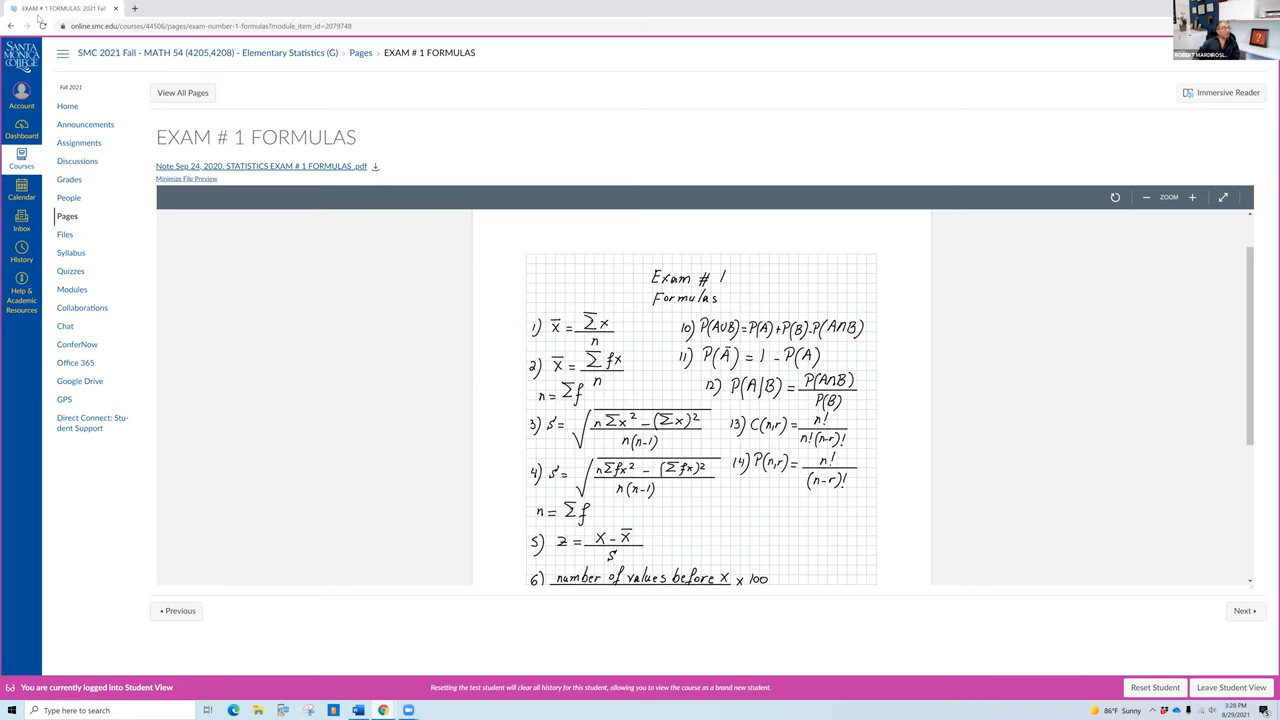 EXAM # 1 FORMULAS: 2021 Fall
online.smc.edu/courses/44506/pages/exam-number-1-formulas?module_item_id=2079748
ROBERT MARDIROS...
SANTA MONICA COLLEGE
SMC 2021 Fall - MATH 54 (4205,4208) - Elementary Statistics (G) › Pages › EXAM # 1 FORMULAS
Account
Dashboard
Courses
Calendar
Inbox
History
Help & Academic Resources
Fall 2021
Home
Announcements
Assignments
Discussions
Grades
People
Pages
Files
Syllabus
Quizzes
Modules
Collaborations
Chat
ConferNow
Office 365
Google Drive
GPS
Direct Connect: Stu-
dent Support
View All Pages
Immersive Reader
EXAM # 1 FORMULAS
Note Sep 24, 2020. STATISTICS EXAM # 1 FORMULAS .pdf
Minimize File Preview
ZOOM
Exam # 1
Formulas
1) x̄ = Σx / n
2) x̄ = Σfx / n
n = Σf
3) s = √((nΣx² - (Σx)²) / n(n-1))
4) s = √((nΣfx² - (Σfx)²) / n(n-1))
n = Σf
5) z = (x - x̄) / s
6) number of values before x x 100
10) P(A∪B) = P(A) + P(B) - P(A∩B)
11) P(Ā) = 1 - P(A)
12) P(A|B) = P(A∩B) / P(B)
13) C(n,r) = n! / n!(n-r)!
14) P(n,r) = n! / (n-r)!
Previous
Next
You are currently logged into Student View
Resetting the test student will clear all history for this student, allowing you to view the course as a brand new student.
Reset Student
Leave Student View
Type here to search
86°F Sunny
3:28 PM
8/29/2021